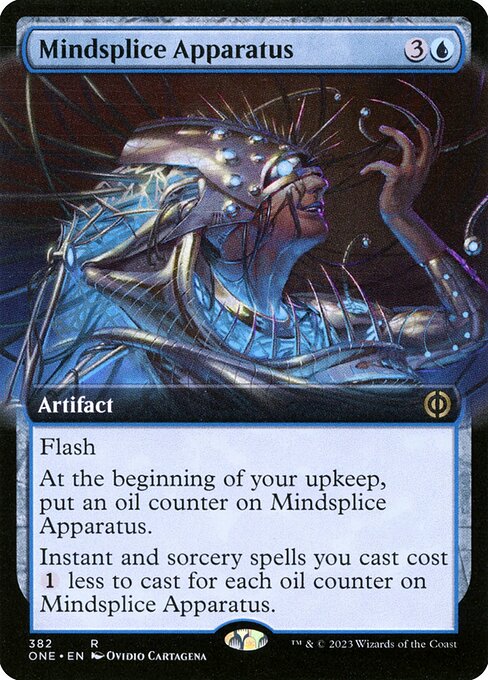 Mindsplice Apparatus 3
Artifact
Flash
At the beginning of your upkeep,
put an oil counter on Mindsplice
Apparatus.
Instant and sorcery spells you cast cost
1 less to cast for each oil counter on
Mindsplice Apparatus.
382 R
ONE • EN Ovidio Cartagena
™ & © 2023 Wizards of the Coast